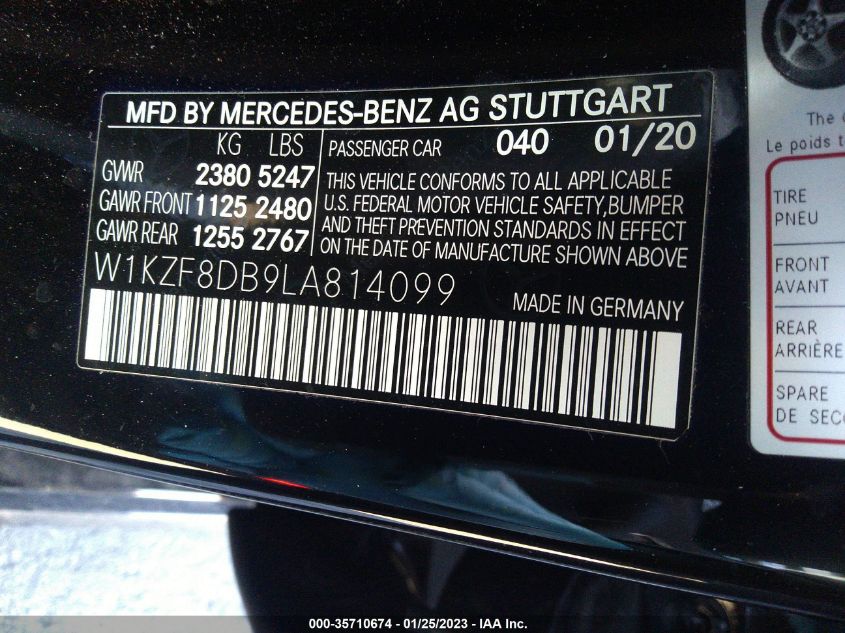 MFD BY MERCEDES-BENZ AG STUTTGART
KG LBS
GVWR 2380 5247
GAWR FRONT 1125 2480
GAWR REAR 1255 2767
PASSENGER CAR 040 01/20
THIS VEHICLE CONFORMS TO ALL APPLICABLE
U.S. FEDERAL MOTOR VEHICLE SAFETY,BUMPER
AND THEFT PREVENTION STANDARDS IN EFFECT
ON THE DATE OF MANUFACTURE SHOWN ABOVE
W1KZF8DB9LA814099
MADE IN GERMANY
The
Le poids
TIRE
PNEU
FRONT
AVANT
REAR
ARRIÈRE
SPARE
DE
000-35710674 - 01/25/2023 - IAA Inc.